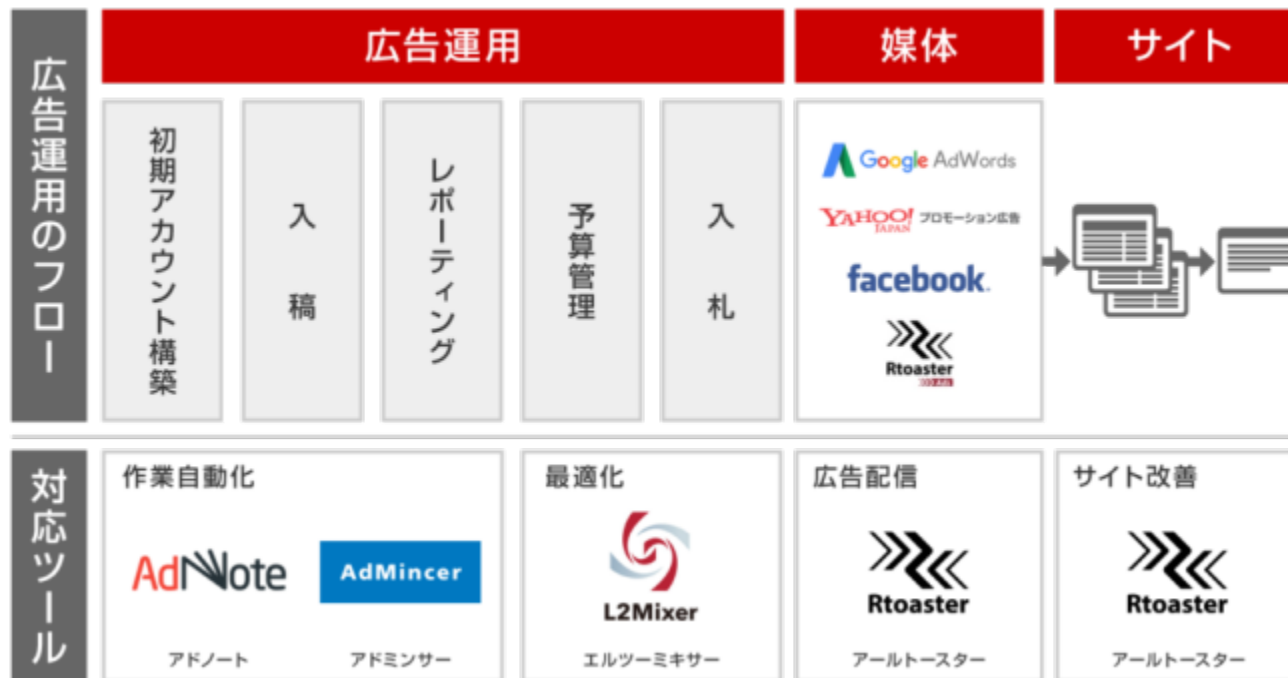 広告運用のフロー
広告運用
媒体
サイト
初期アカウント構築
入稿
レポーティング
予算管理
入札
Google AdWords
YAHOO! JAPAN プロモーション広告
facebook.
Rtoaster
Ads
対応ツール
作業自動化
AdNote
アドノート
AdMincer
アドミンサー
最適化
L2Mixer
エルツーミキサー
広告配信
Rtoaster
アールトースター
サイト改善
Rtoaster
アールトースター